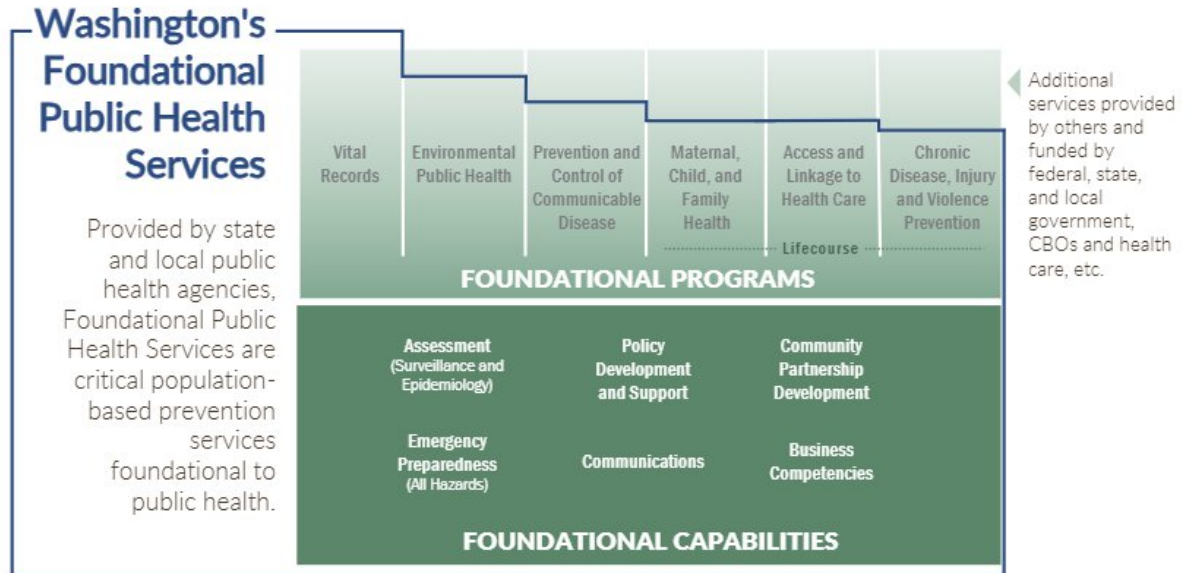 Washington's
Foundational
Public Health
Services
Provided by state
and local public
health agencies,
Foundational Public
Health Services are
critical population-
based prevention
services
foundational to
public health.
Vital
Records
Environmental
Public Health
Prevention and
Control of
Communicable
Disease
Maternal,
Child, and
Family
Health
Access and
Linkage to
Health Care
Chronic
Disease, Injury
and Violence
Prevention
Lifecourse
FOUNDATIONAL PROGRAMS
Assessment
(Surveillance and
Epidemiology)
Policy
Development
and Support
Community
Partnership
Development
Emergency
Preparedness
(All Hazards)
Communications
Business
Competencies
FOUNDATIONAL CAPABILITIES
Additional
services provided
by others and
funded by
federal, state,
and local
government,
CBOs and health
care, etc.